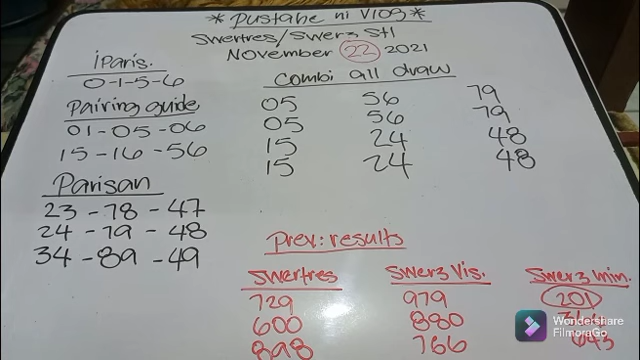 *Pustahe ni Vlog*
Swertres/Swer3 Stl
November 22 2021
iParis.
0-1-5-6
Pairing guide
01-05-06
15-16-56
Parisan
23-78-47
24-79-48
34-89-49
Combi all draw
05 56 79
05 56 79
15 24 48
15 24 48
Prev: results
Swertres Swer3 Vis. Swer3 min.
729 979 201
600 880
898 766 643
Wondershare
FilmoraGo